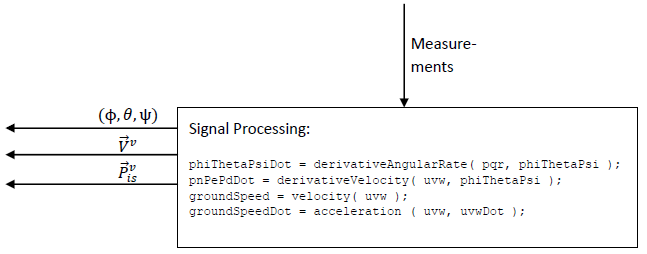 Measure-
ments
(ϕ, θ, ψ)
V⃗ᵛ
P⃗ᵛᵢₛ
Signal Processing:
phiThetaPsiDot = derivativeAngularRate( pqr, phiThetaPsi );
pnPePdDot = derivativeVelocity( uvw, phiThetaPsi );
groundSpeed = velocity( uvw );
groundSpeedDot = acceleration ( uvw, uvwDot );